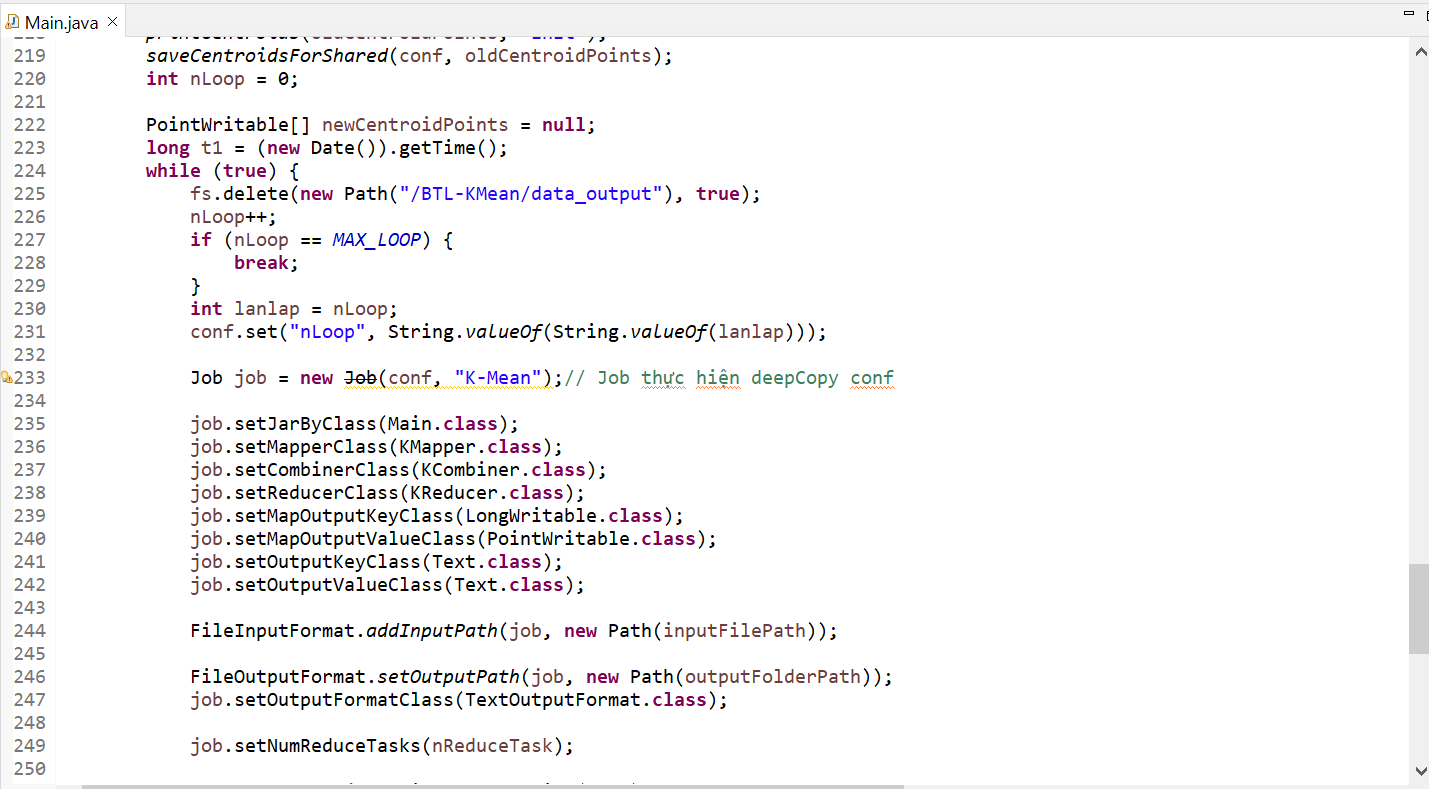 Main.java
219 saveCentroidsForShared(conf, oldCentroidPoints);
220 int nLoop = 0;
221
222 PointWritable[] newCentroidPoints = null;
223 long t1 = (new Date()).getTime();
224 while (true) {
225 fs.delete(new Path("/BTL-KMean/data_output"), true);
226 nLoop++;
227 if (nLoop == MAX_LOOP) {
228 break;
229 }
230 int lanlap = nLoop;
231 conf.set("nLoop", String.valueOf(String.valueOf(lanlap)));
232
233 Job job = new Job(conf, "K-Mean");// Job thực hiện deepCopy conf
234
235 job.setJarByClass(Main.class);
236 job.setMapperClass(KMapper.class);
237 job.setCombinerClass(KCombiner.class);
238 job.setReducerClass(KReducer.class);
239 job.setMapOutputKeyClass(LongWritable.class);
240 job.setMapOutputValueClass(PointWritable.class);
241 job.setOutputKeyClass(Text.class);
242 job.setOutputValueClass(Text.class);
243
244 FileInputFormat.addInputPath(job, new Path(inputFilePath));
245
246 FileOutputFormat.setOutputPath(job, new Path(outputFolderPath));
247 job.setOutputFormatClass(TextOutputFormat.class);
248
249 job.setNumReduceTasks(nReduceTask);
250